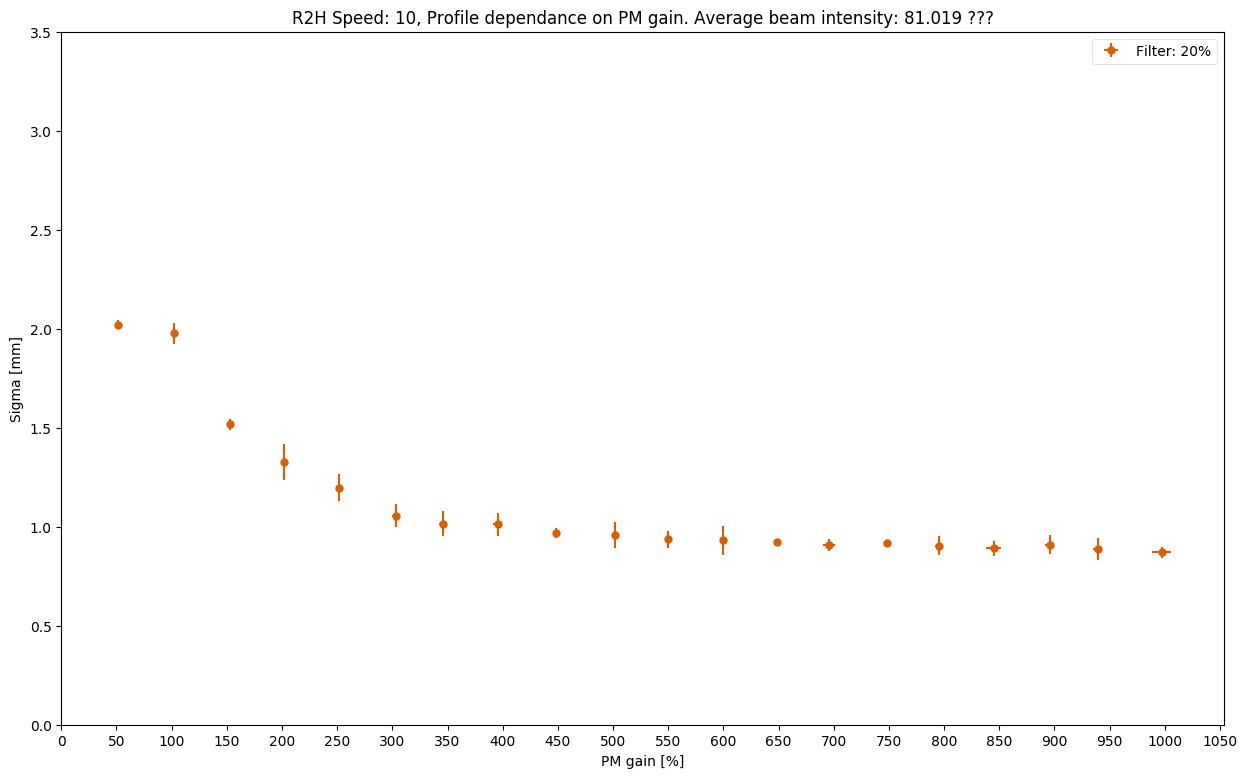 R2H Speed: 10, Profile dependance on PM gain. Average beam intensity: 81.019 ???
Filter: 20%
3.5
3.0
2.5
2.0
1.5
1.0
0.5
0.0
Sigma [mm]
0 50 100 150 200 250 300 350 400 450 500 550 600 650 700 750 800 850 900 950 1000 1050
PM gain [%]